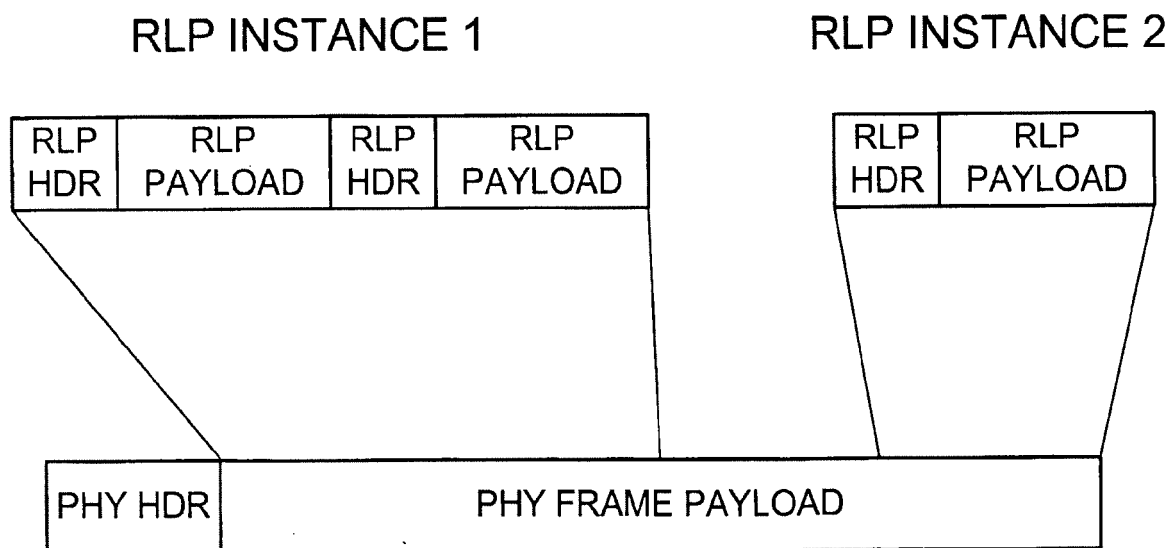 RLP INSTANCE 1
RLP INSTANCE 2
RLP
HDR
RLP
PAYLOAD
RLP
HDR
RLP
PAYLOAD
RLP
HDR
RLP
PAYLOAD
PHY HDR
PHY FRAME PAYLOAD